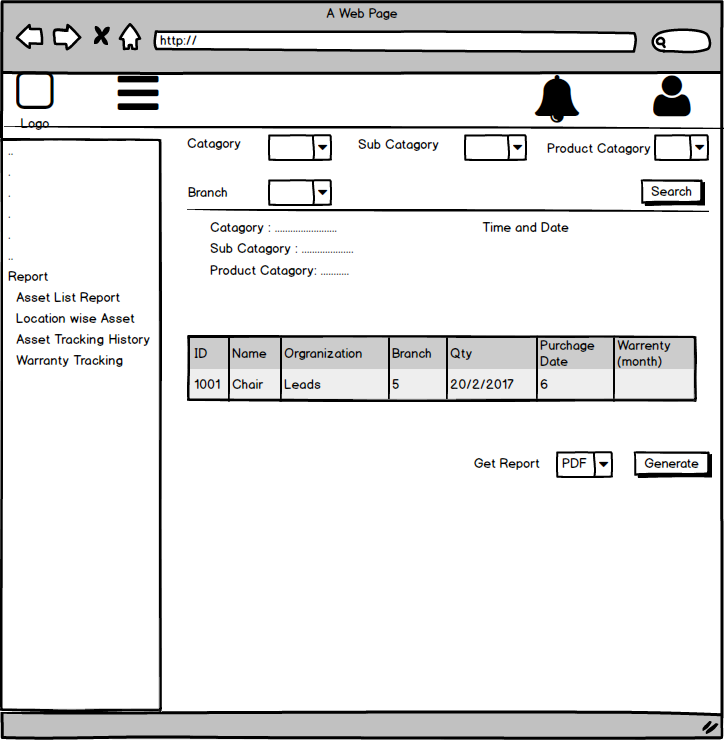 A Web Page
http://
Logo
..
.
.
.
.
..
Report
Asset List Report
Location wise Asset
Asset Tracking History
Warranty Tracking
Catagory Sub Catagory Product Catagory
Branch Search
Catagory : ........................ Time and Date
Sub Catagory : ....................
Product Catagory: ...........
ID Name Orgranization Branch Qty Purchage Date Warrenty (month)
1001 Chair Leads 5 20/2/2017 6
Get Report PDF Generate